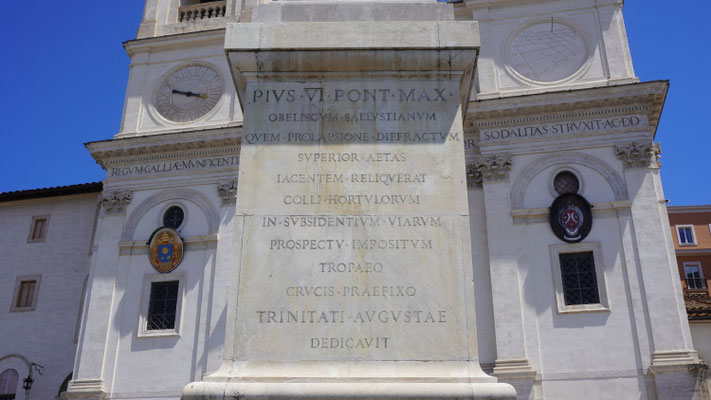 PIVS · VI · PONT · MAX ·
OBELISCVM · SALLVSTIANVM
QVEM · PROLAPSIONE · DIFFRACTVM
SVPERIOR · AETAS
IACENTEM · RELIQVERAT
COLLI · HORTVLORVM
IN · SVBSIDENTIVM · VIARVM
PROSPECTV · IMPOSITVM
TROPAEO
CRVCIS · PRAEFIXO
TRINITATI · AVGVSTAE
DEDICAVIT ·
REGVM · GALLIAE · MVNIFICENT
SODALITAS · STRVXIT · AC · DD